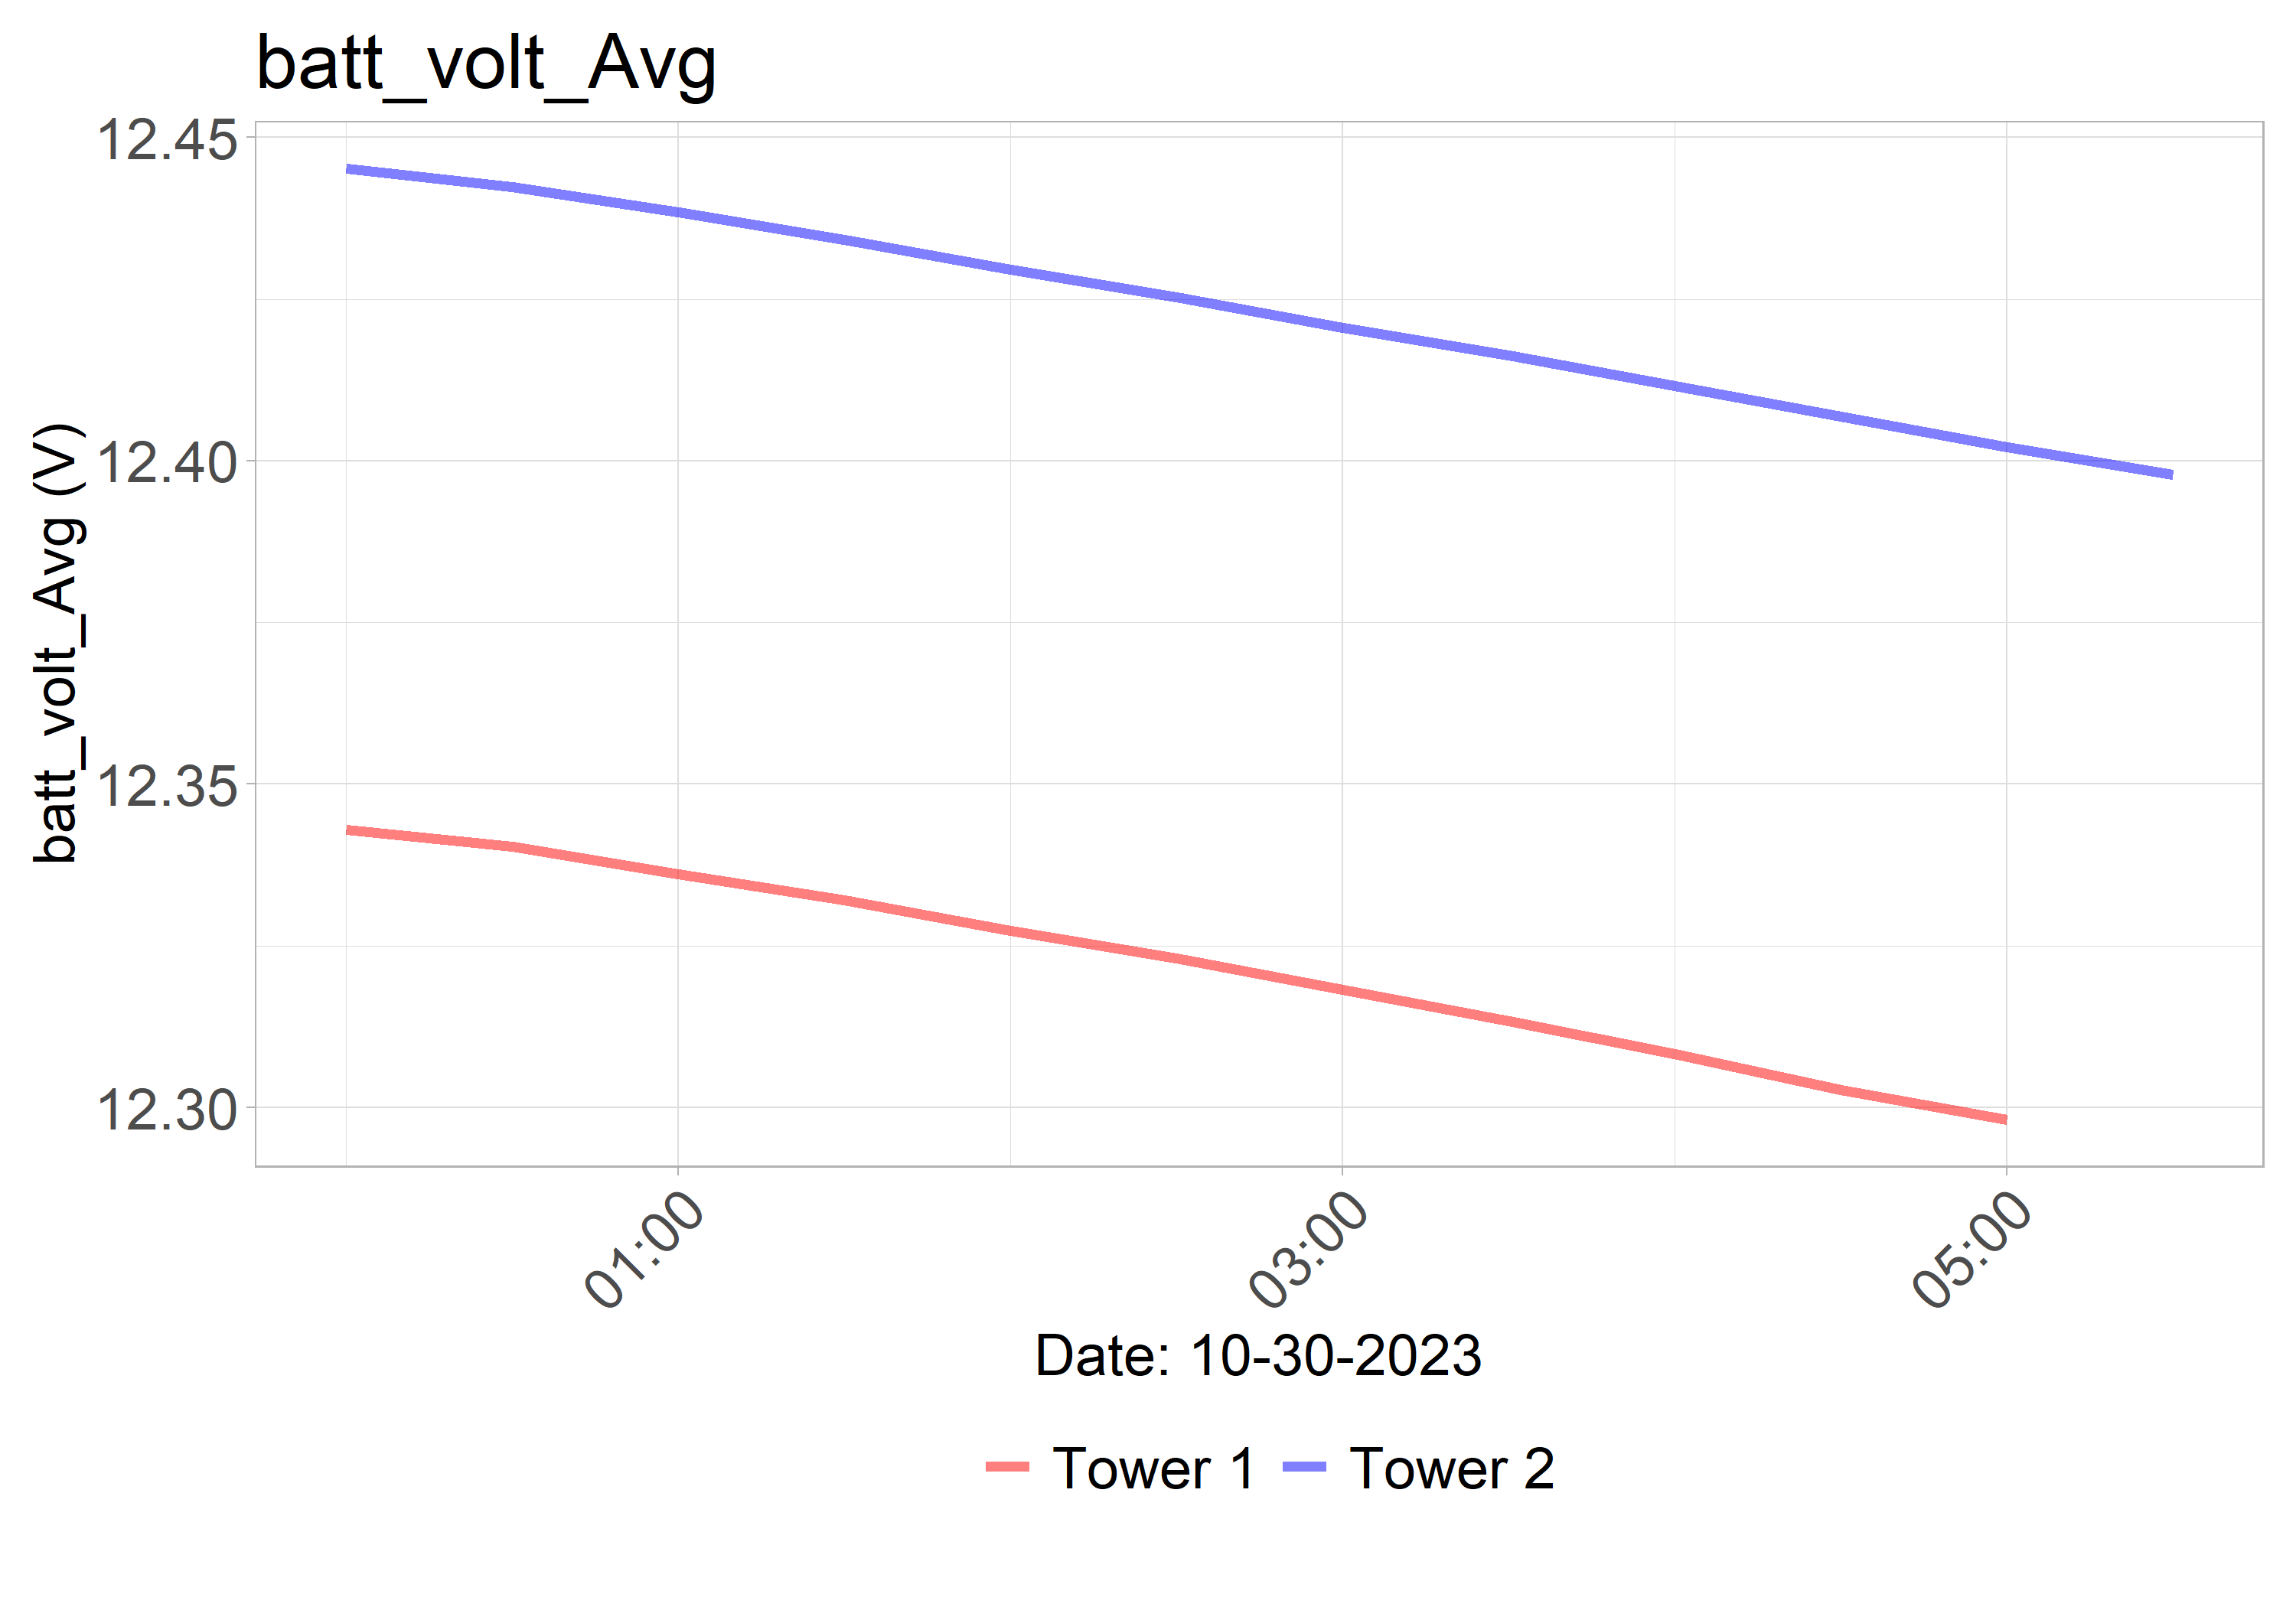 batt_volt_Avg
batt_volt_Avg (V)
12.45
12.40
12.35
12.30
01:00
03:00
05:00
Date: 10-30-2023
Tower 1
Tower 2